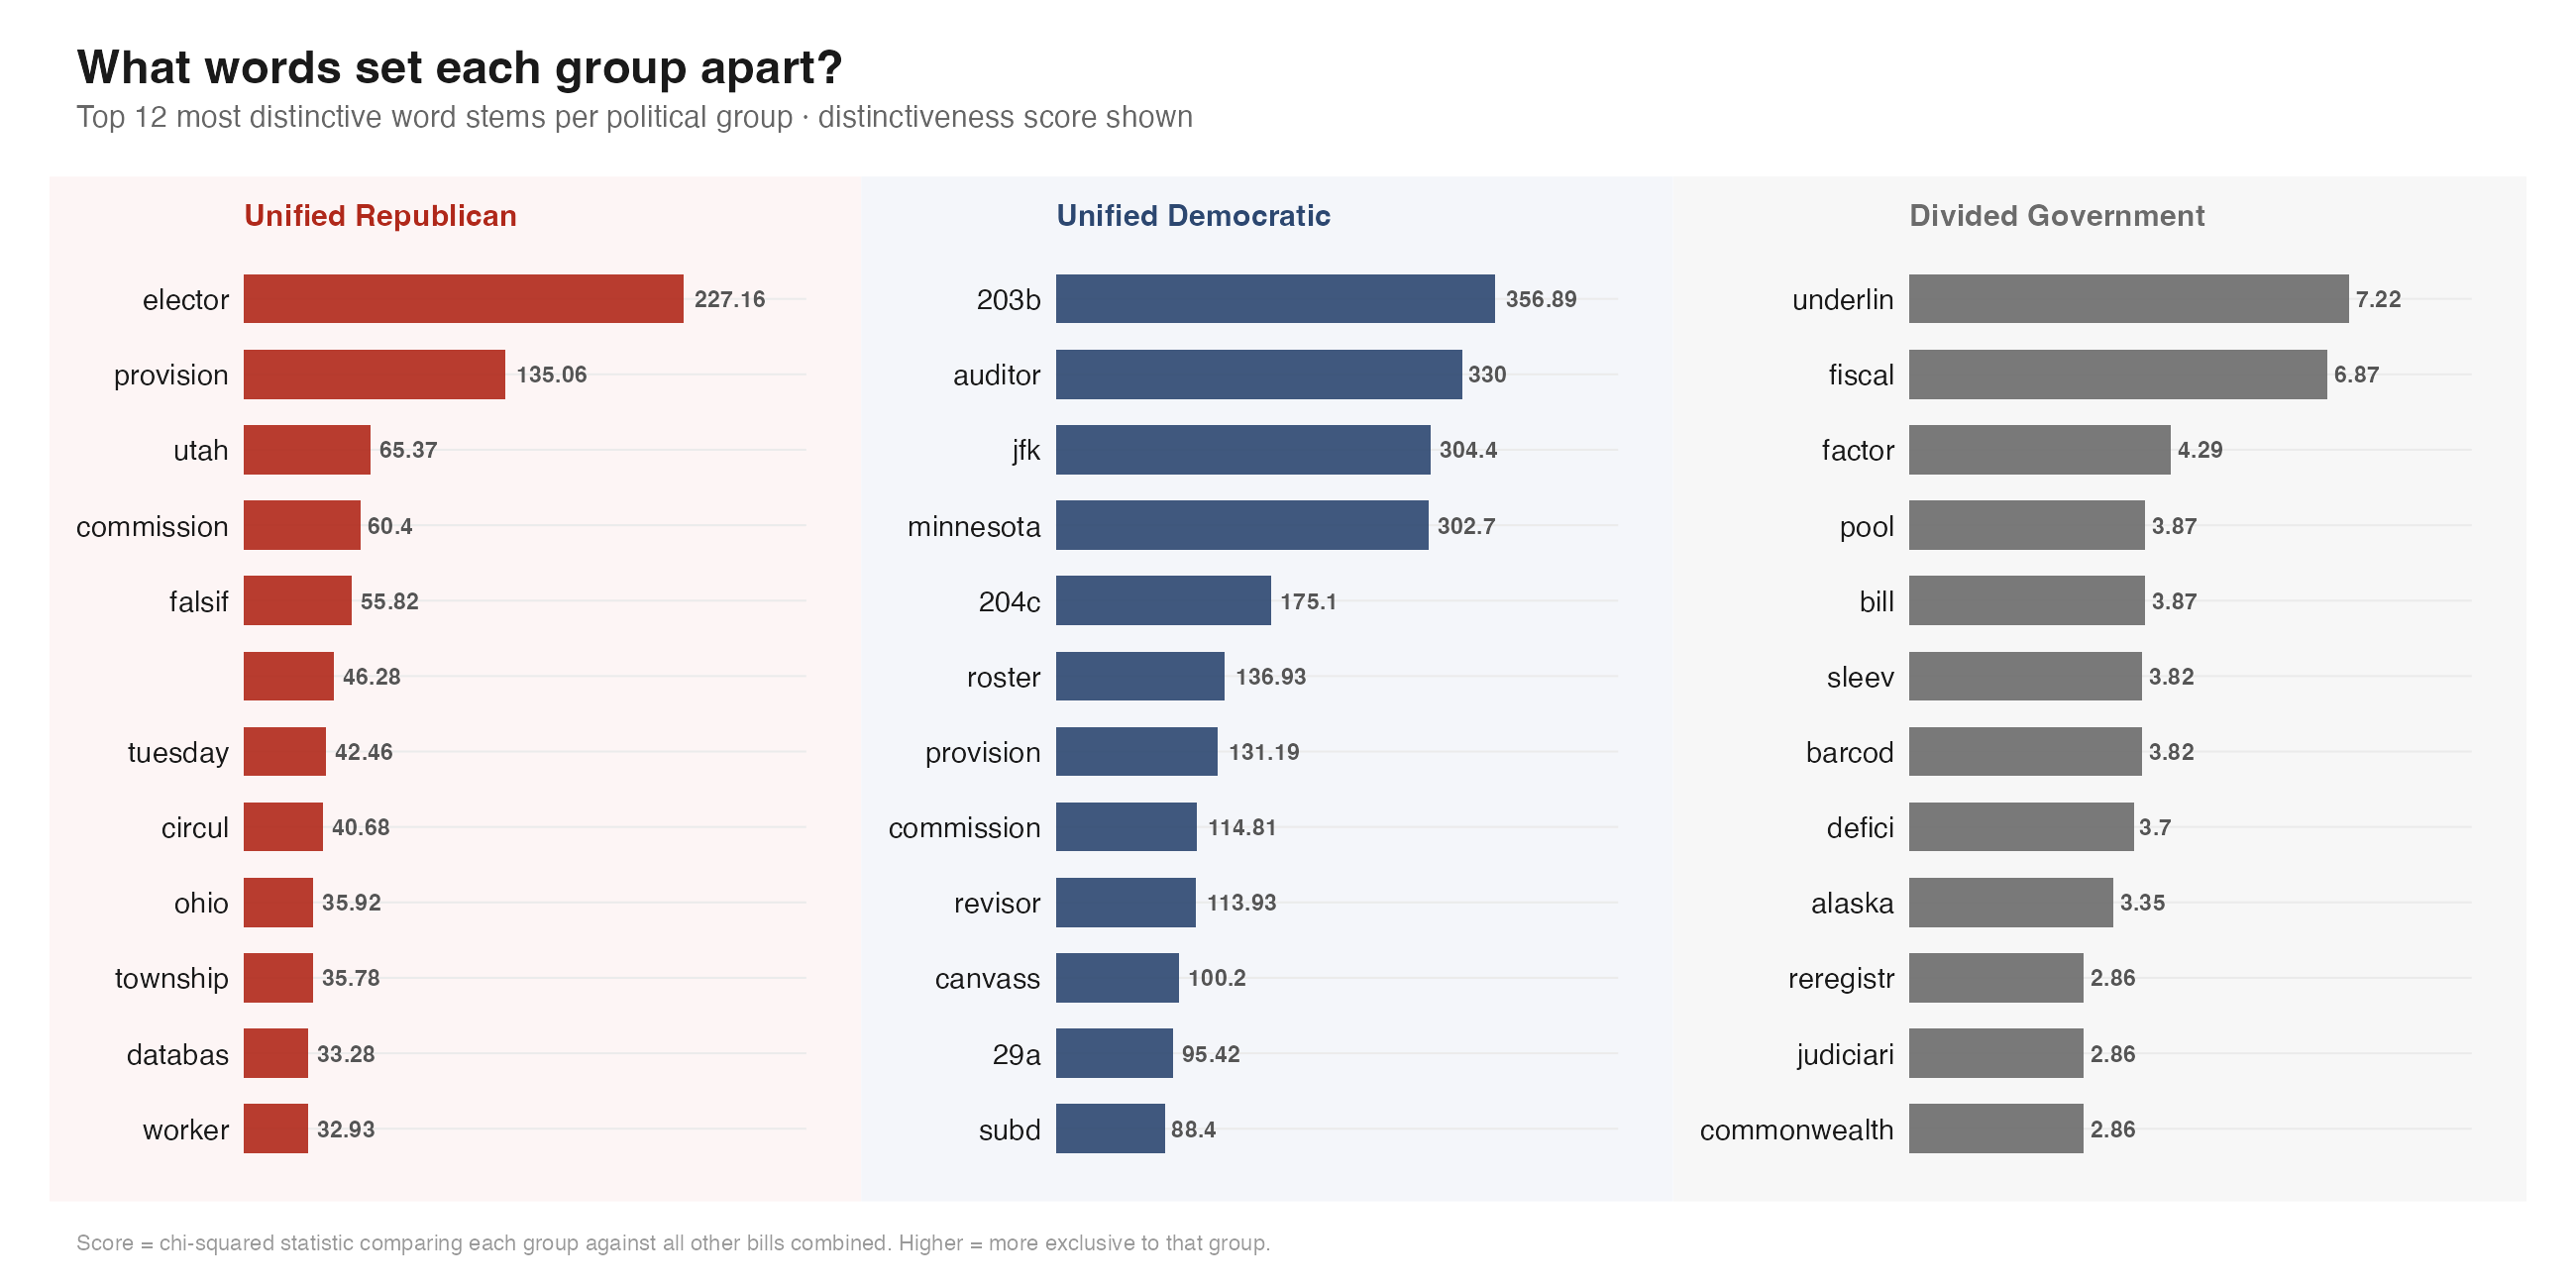 What words set each group apart?
Top 12 most distinctive word stems per political group · distinctiveness score shown
Unified Republican
elector 227.16
provision 135.06
utah 65.37
commission 60.4
falsif 55.82
46.28
tuesday 42.46
circul 40.68
ohio 35.92
township 35.78
databas 33.28
worker 32.93
Unified Democratic
203b 356.89
auditor 330
jfk 304.4
minnesota 302.7
204c 175.1
roster 136.93
provision 131.19
commission 114.81
revisor 113.93
canvass 100.2
29a 95.42
subd 88.4
Divided Government
underlin 7.22
fiscal 6.87
factor 4.29
pool 3.87
bill 3.87
sleev 3.82
barcod 3.82
defici 3.7
alaska 3.35
reregistr 2.86
judiciari 2.86
commonwealth 2.86
Score = chi-squared statistic comparing each group against all other bills combined. Higher = more exclusive to that group.